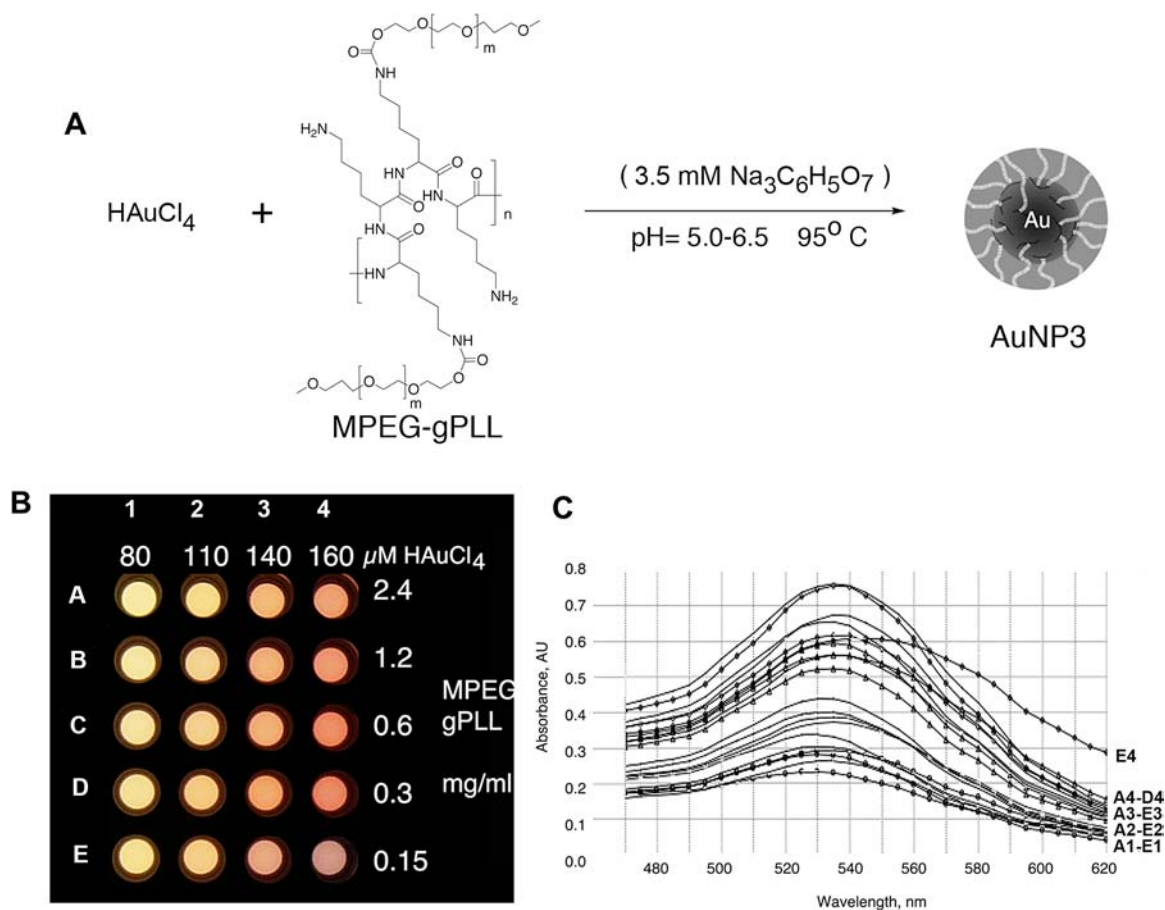 A
HAuCl4
+
( 3.5 mM Na3C6H5O7 )
pH= 5.0-6.5 95° C
O
O
O
O
m
O
NH
H2N
HN
O
O
HN
NH
O
O
n
HN
NH2
NH
O
O
O
O
O
m
MPEG-gPLL
Au
AuNP3
B
1 2 3 4
80 110 140 160 µM HAuCl4
A 2.4
B 1.2
MPEG
C 0.6
gPLL
D 0.3
mg/ml
E 0.15
C
Absorbance, AU
0.8
0.7
0.6
0.5
0.4
0.3
0.2
0.1
0.0
E4
A4-D4
A3-E3
A2-E2
A1-E1
480 500 520 540 560 580 600 620
Wavelength, nm